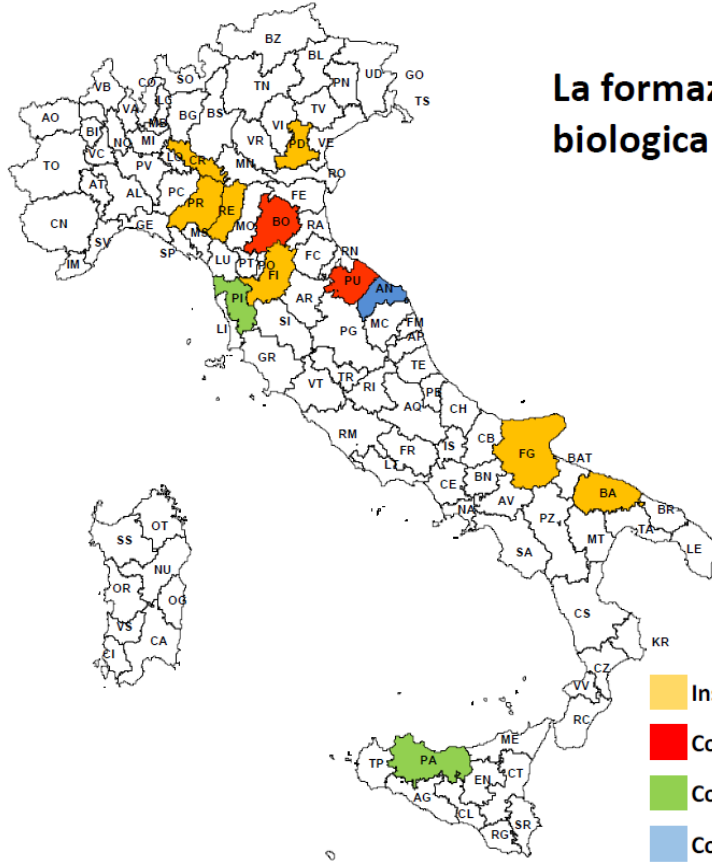 La formaz
biologica
BZ
BL
SO
UD
GO
TN
PN
VB
CO
TS
LC
VA
TV
BG
BS
AO
MB
VI
BI
NO
MI
VR
PD
VE
VC
LO
CR
TO
PV
MN
RO
AT
PC
AL
PR
RE
FE
MO
BO
RA
CN
GE
MS
SV
SP
LU
PT
PO
FC
RN
IM
FI
PU
AN
PI
AR
LI
SI
PG
MC
FM
AP
GR
TE
VT
TR
RI
PE
AQ
CH
RM
IS
CB
FR
LT
FG
BAT
CE
BN
BA
NA
AV
PZ
BR
TA
MT
LE
SA
OT
SS
NU
OR
OG
CS
VS
CA
CI
KR
CZ
VV
RC
ME
TP
PA
CT
EN
AG
CL
SR
RG
Ins
Co
Co
Co